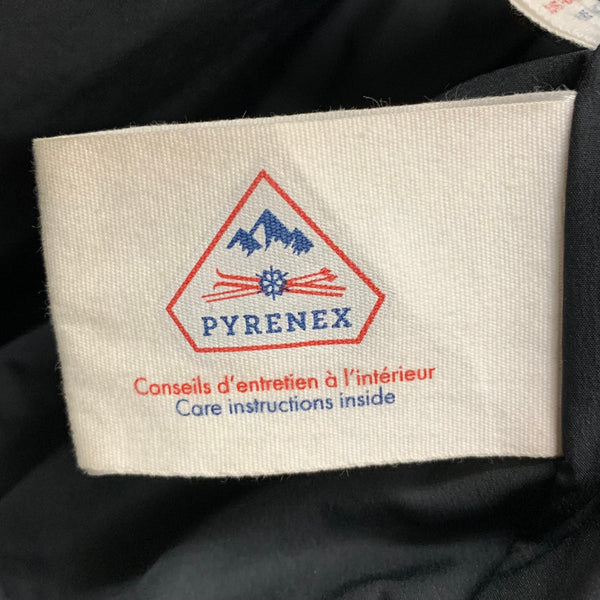 PYRENEX
Conseils d'entretien à l'intérieur
Care instructions inside